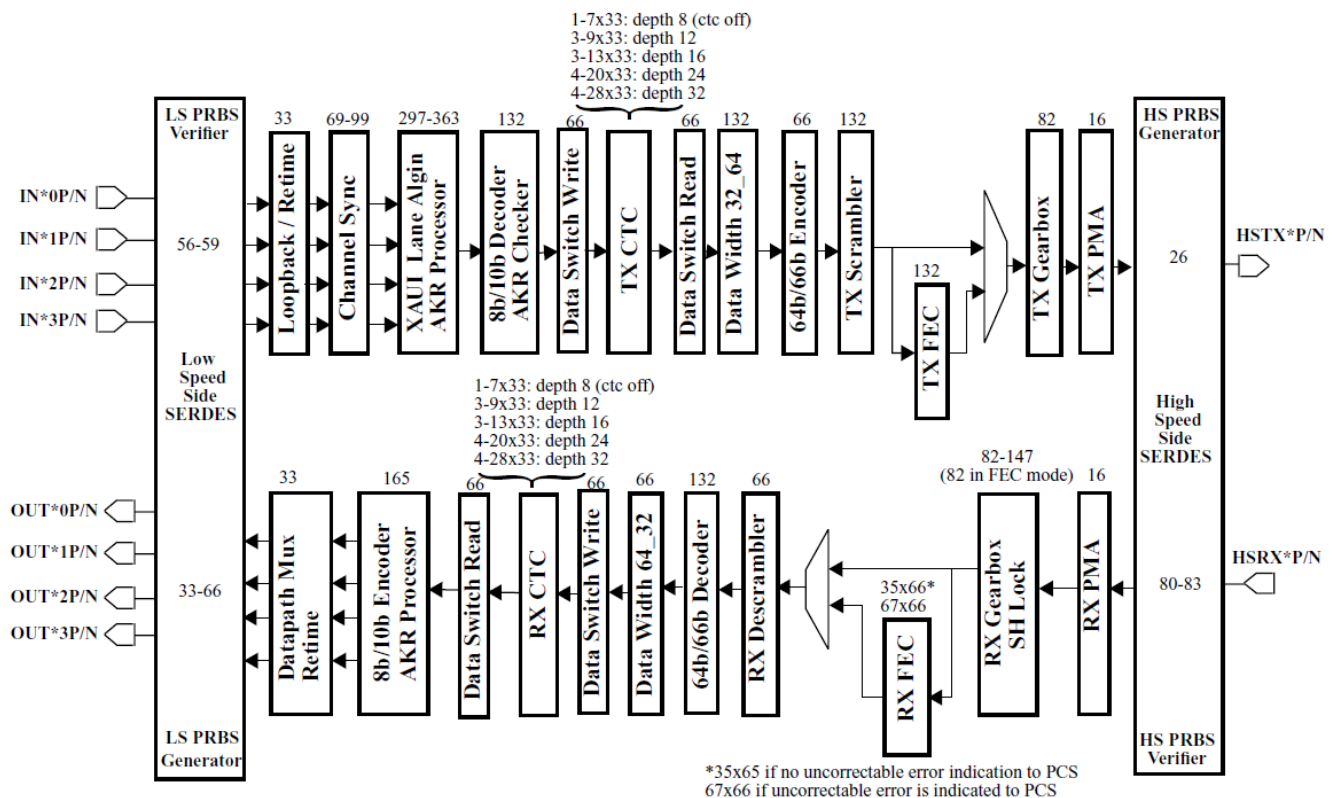 1-7x33: depth 8 (ctc off)
3-9x33: depth 12
3-13x33: depth 16
4-20x33: depth 24
4-28x33: depth 32
LS PRBS
Verifier
33
69-99
297-363
132
66
66
132
66
132
82
16
HS PRBS
Generator
IN*0P/N
IN*1P/N
IN*2P/N
IN*3P/N
56-59
Loopback / Retime
Channel Sync
XAUI Lane Algin
AKR Processor
8b/10b Decoder
AKR Checker
Data Switch Write
TX CTC
Data Switch Read
Data Width 32_64
64b/66b Encoder
TX Scrambler
132
TX FEC
TX Gearbox
TX PMA
26
HSTX*P/N
Low
Speed
Side
SERDES
High
Speed
Side
SERDES
1-7x33: depth 8 (ctc off)
3-9x33: depth 12
3-13x33: depth 16
4-20x33: depth 24
4-28x33: depth 32
33
165
66
66
66
132
66
82-147
(82 in FEC mode)
16
OUT*0P/N
OUT*1P/N
OUT*2P/N
OUT*3P/N
33-66
Datapath Mux
Retime
8b/10b Encoder
AKR Processor
Data Switch Read
RX CTC
Data Switch Write
Data Width 64_32
64b/66b Decoder
RX Descrambler
35x66*
67x66
RX FEC
RX Gearbox
SH Lock
RX PMA
80-83
HSRX*P/N
LS PRBS
Generator
HS PRBS
Verifier
*35x65 if no uncorrectable error indication to PCS
67x66 if uncorrectable error is indicated to PCS